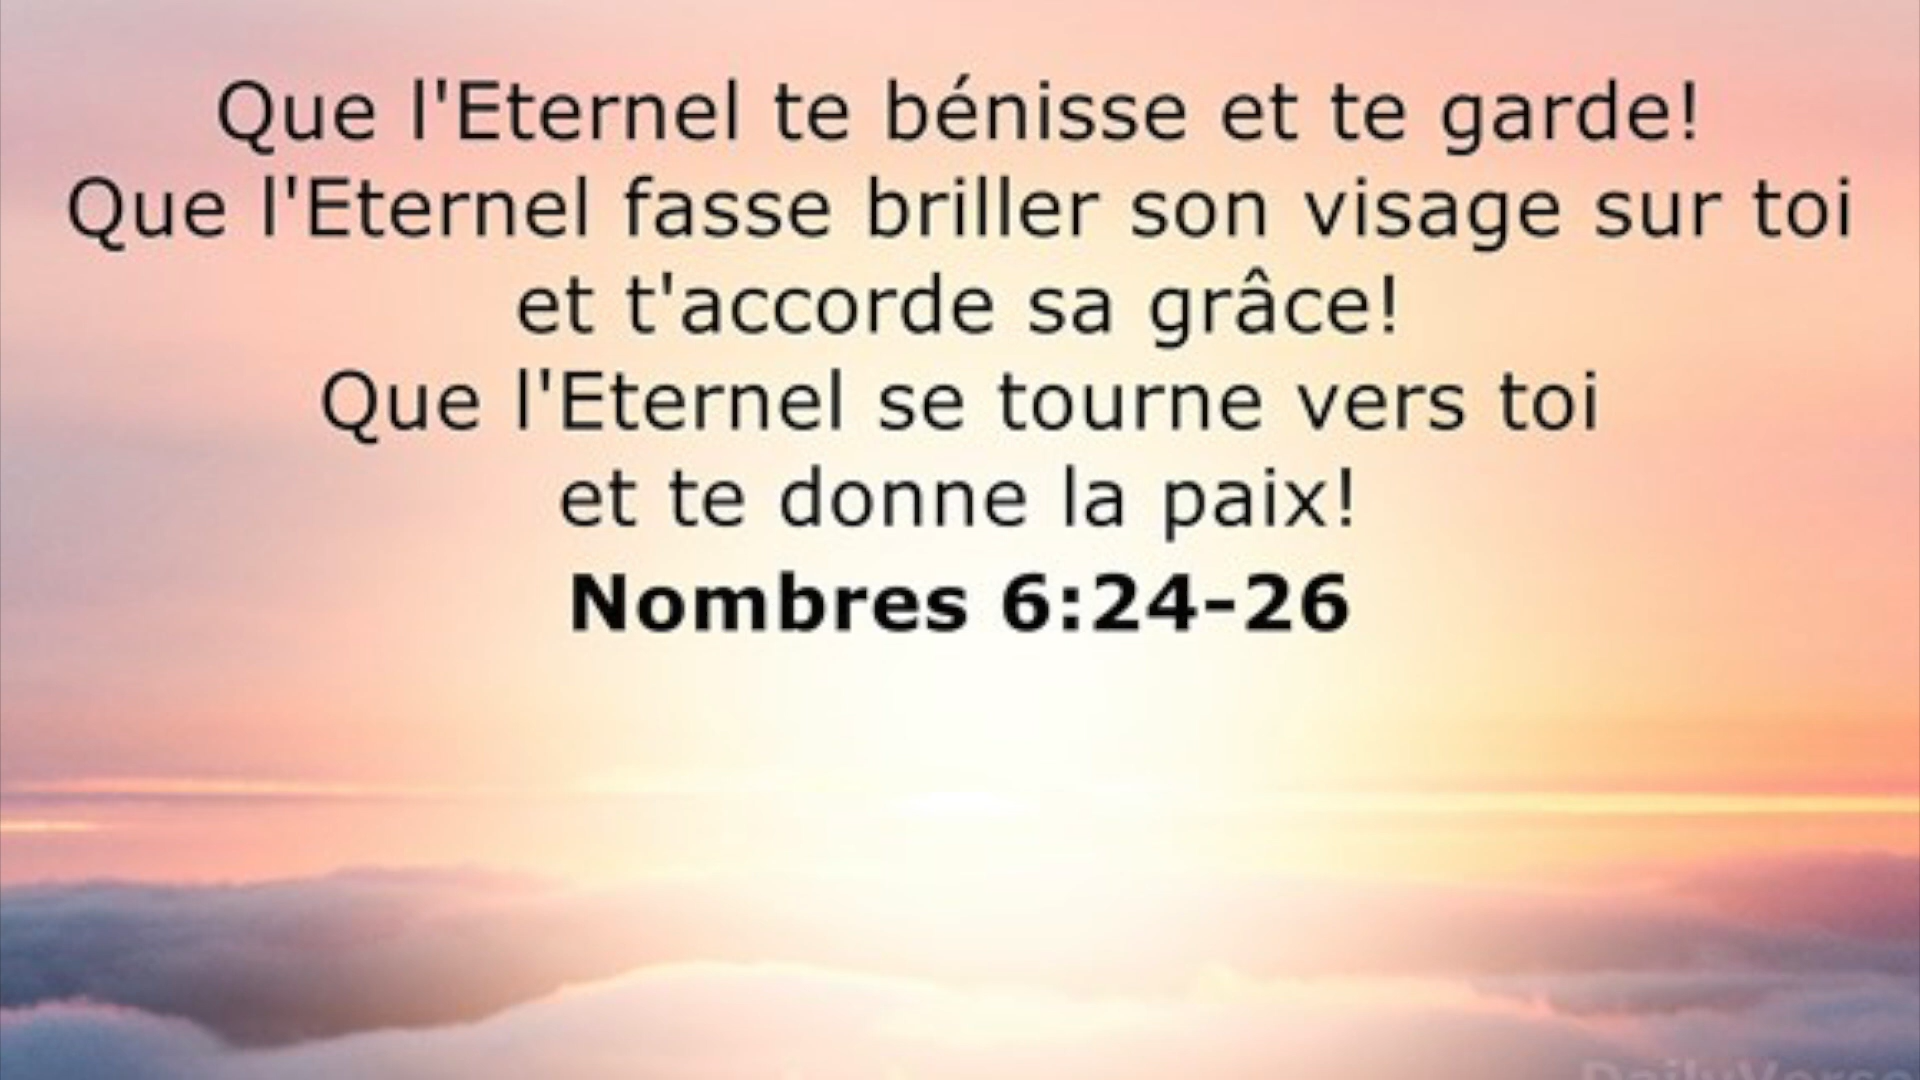 Que l'Eternel te bénisse et te garde!
Que l'Eternel fasse briller son visage sur toi
et t'accorde sa grâce!
Que l'Eternel se tourne vers toi
et te donne la paix!
Nombres 6:24-26